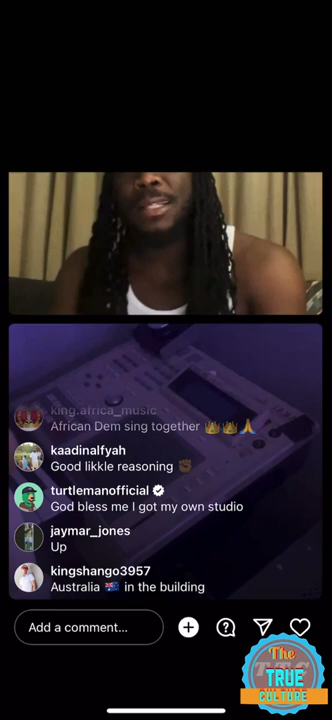 king.africa_music
African Dem sing together 👑👑🙏
kaadinalfyah
Good likkle reasoning ✊🏾
turtlemanofficial
God bless me I got my own studio
jaymar_jones
Up
kingshango3957
Australia 🇦🇺 in the building
Add a comment...
The
TRUE
CULTURE